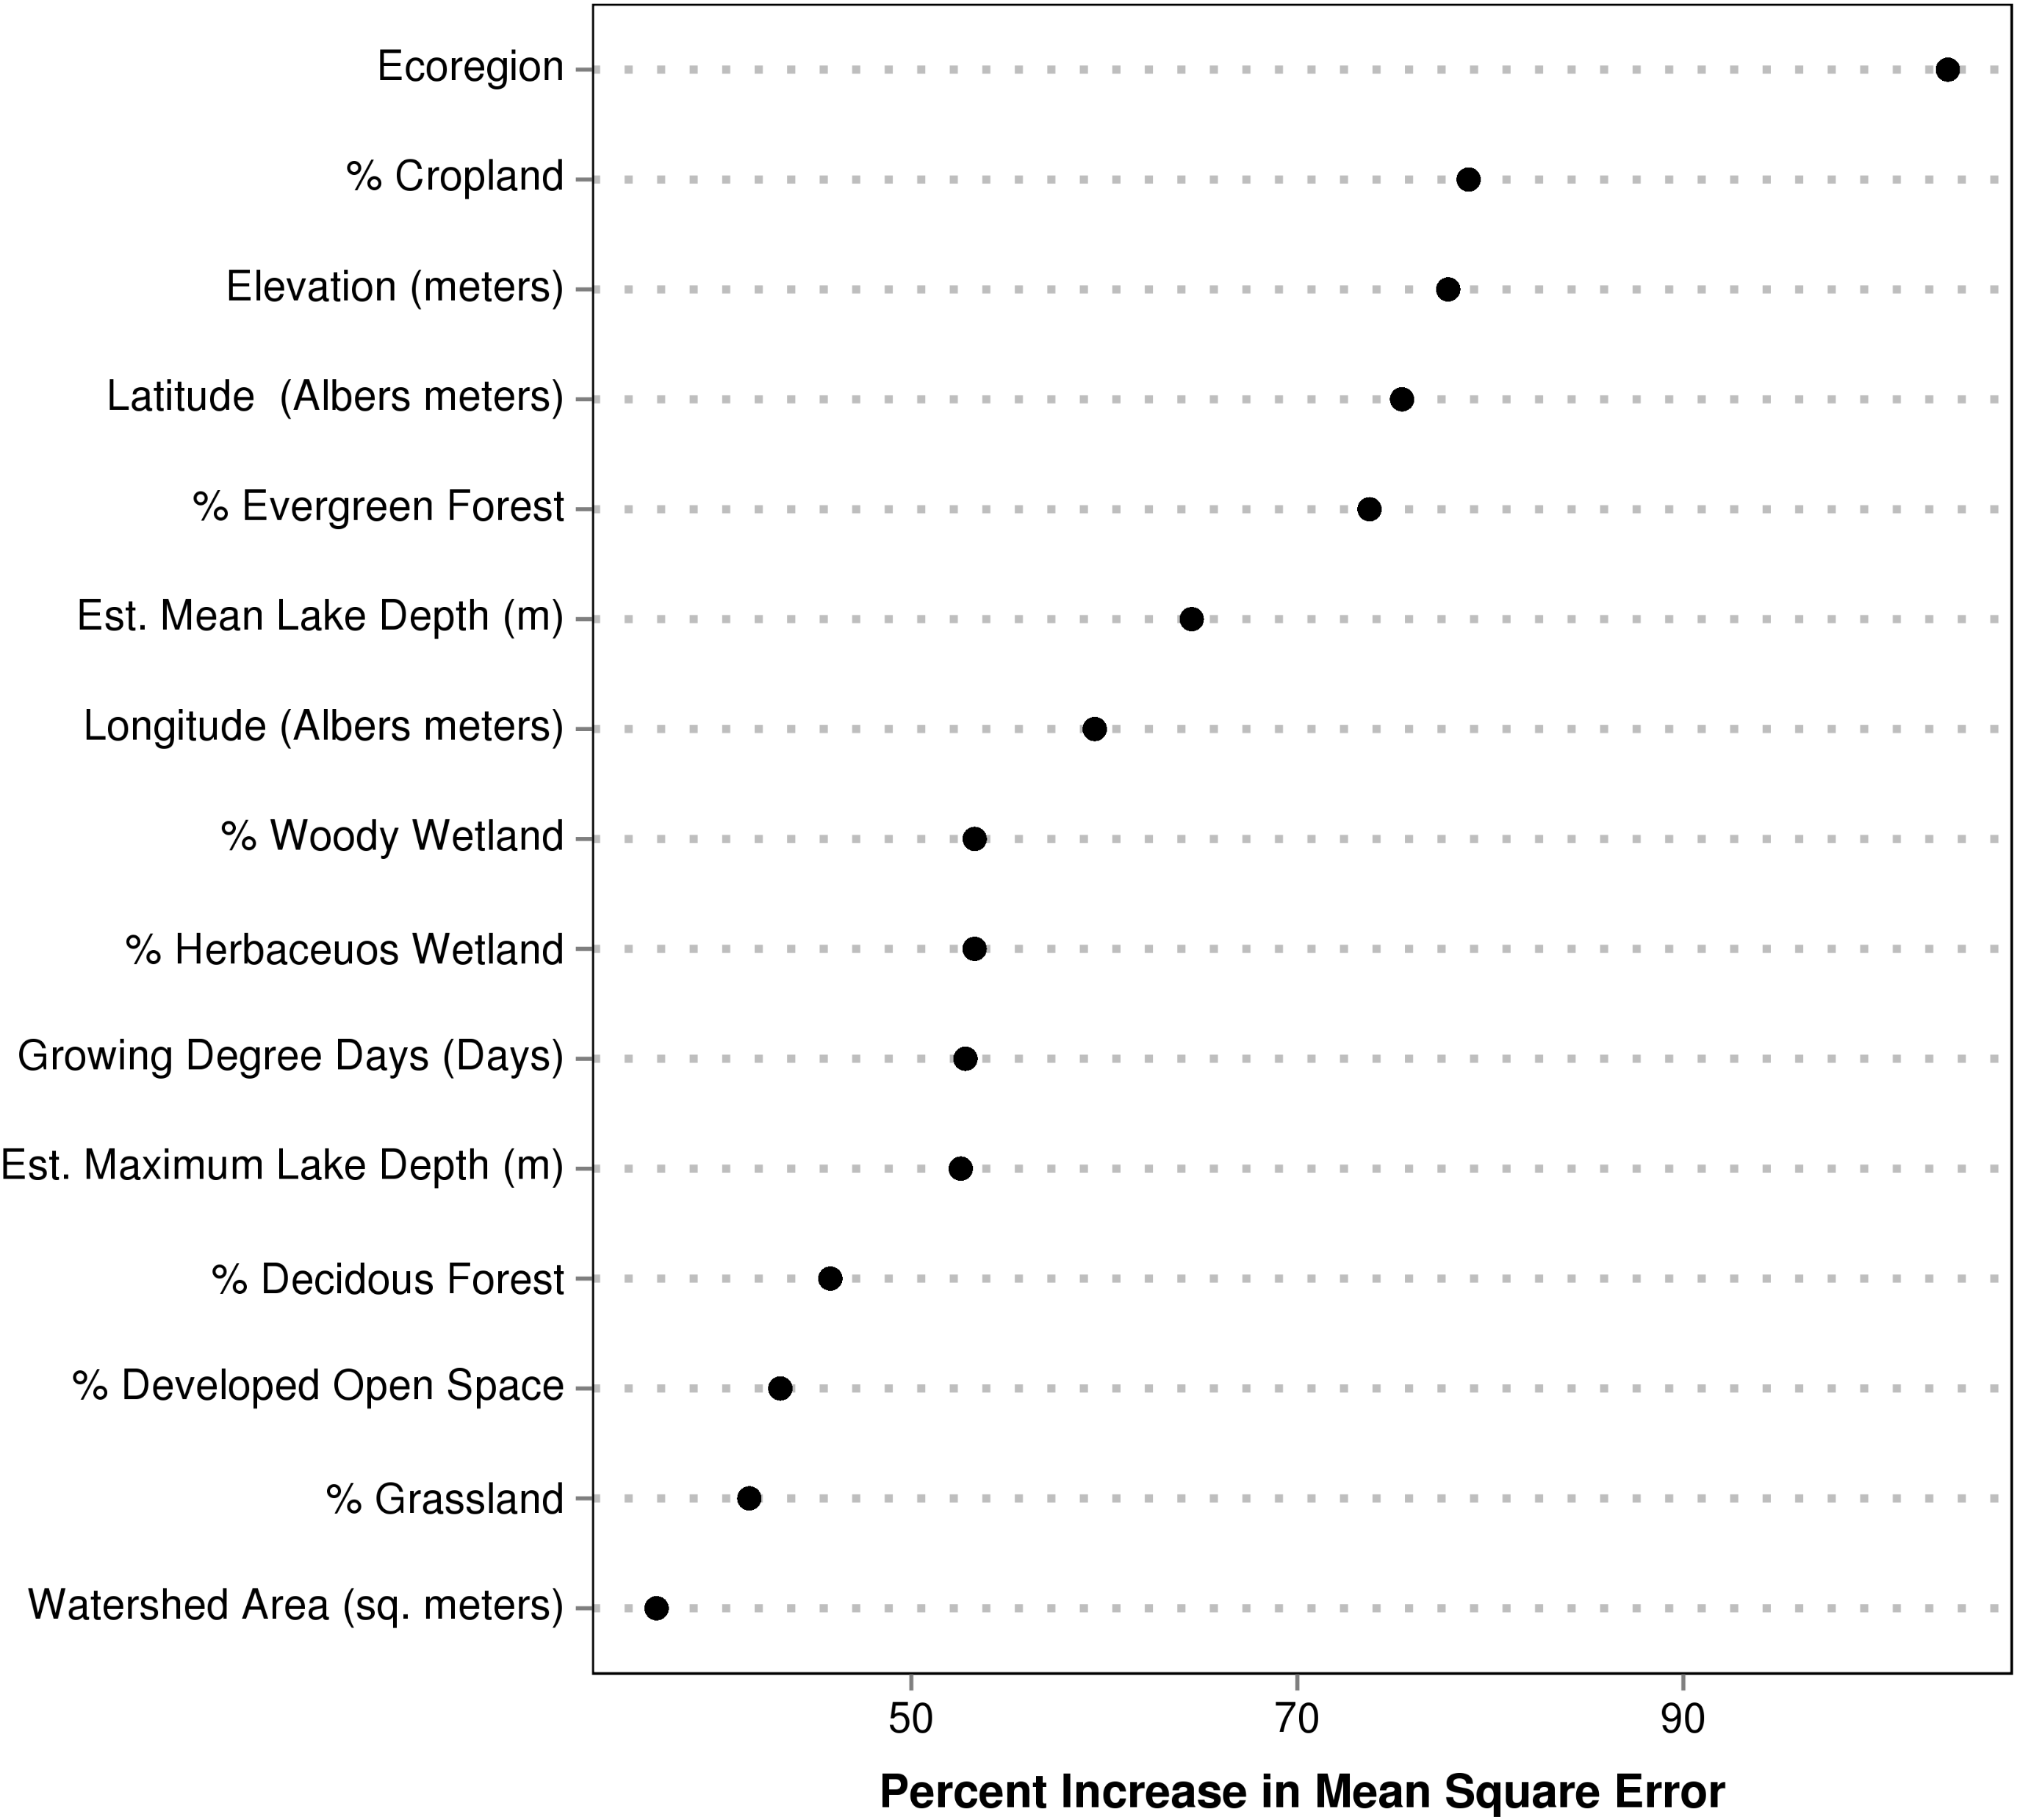 Ecoregion
% Cropland
Elevation (meters)
Latitude  (Albers meters)
% Evergreen Forest
Est. Mean Lake Depth (m)
Longitude (Albers meters)
% Woody Wetland
% Herbaceuos Wetland
Growing Degree Days (Days)
Est. Maximum Lake Depth (m)
% Decidous Forest
% Developed Open Space
% Grassland
Watershed Area (sq. meters)
50 70 90
Percent Increase in Mean Square Error